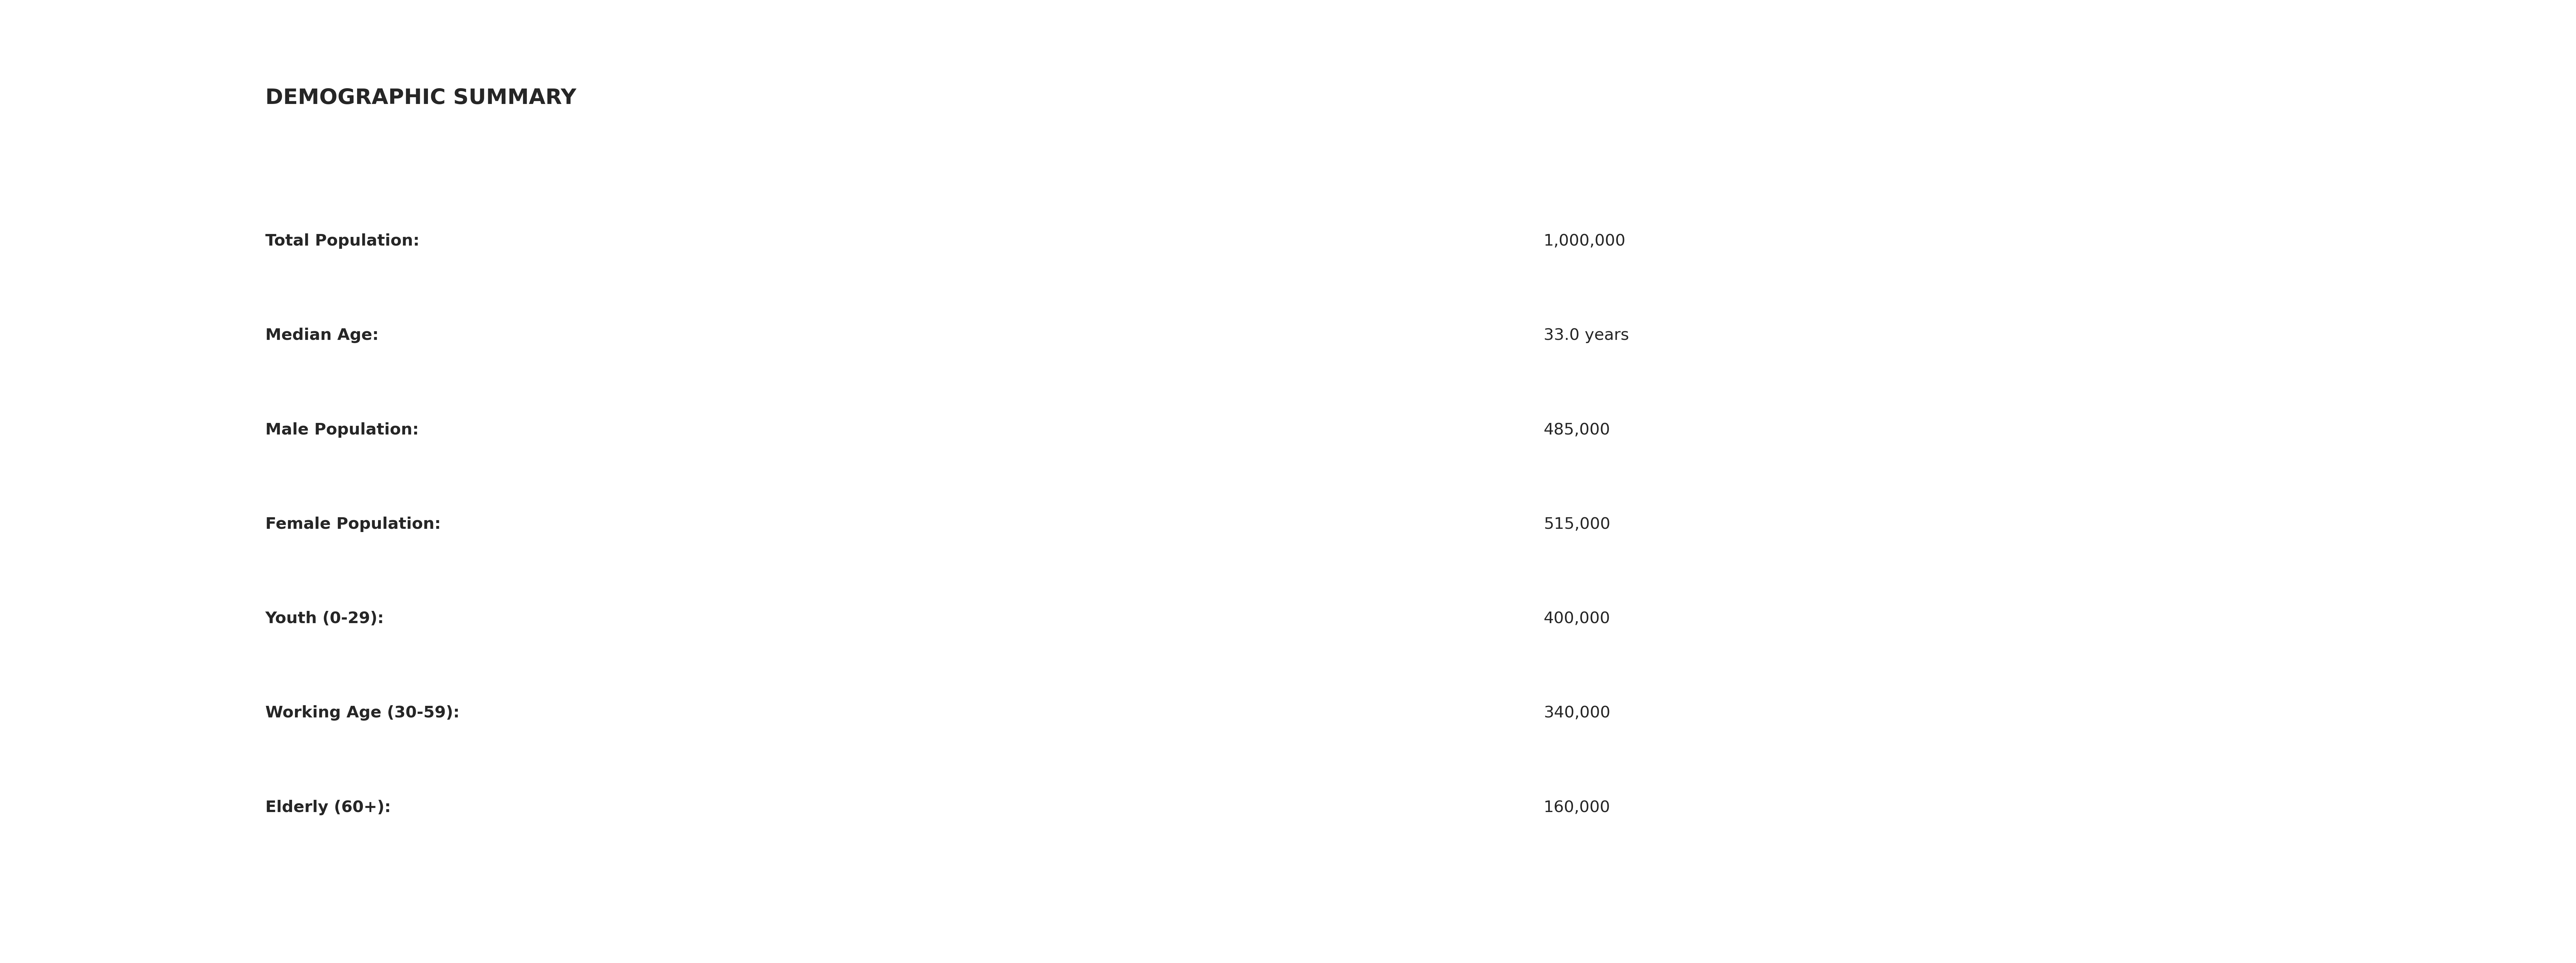 DEMOGRAPHIC SUMMARY
Total Population: 1,000,000
Median Age: 33.0 years
Male Population: 485,000
Female Population: 515,000
Youth (0-29): 400,000
Working Age (30-59): 340,000
Elderly (60+): 160,000